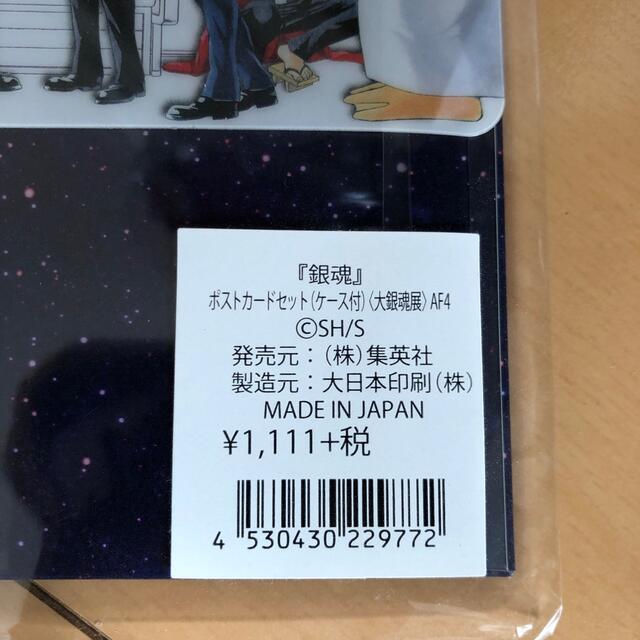 『銀魂』
ポストカードセット(ケース付)〈大銀魂展〉AF4
©SH/S
発売元:(株)集英社
製造元:大日本印刷(株)
MADE IN JAPAN
¥1,111+税
4 530430 229772